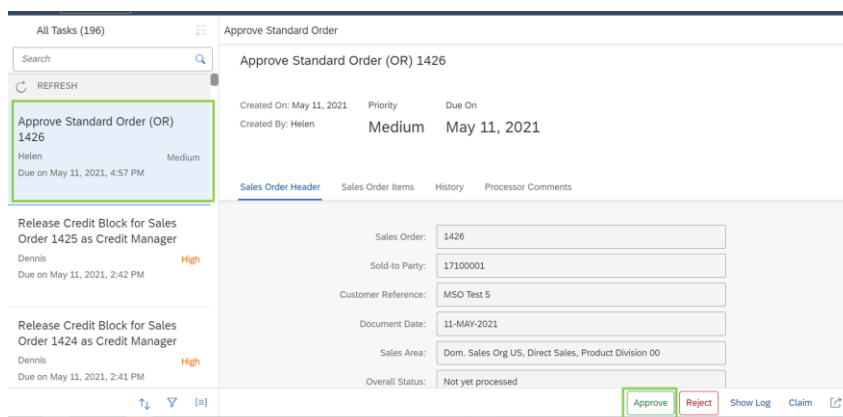 All Tasks (196)
Search
REFRESH
Approve Standard Order (OR)
1426
Helen Medium
Due on May 11, 2021, 4:57 PM
Release Credit Block for Sales
Order 1425 as Credit Manager
Dennis High
Due on May 11, 2021, 2:42 PM
Release Credit Block for Sales
Order 1424 as Credit Manager
Dennis High
Due on May 11, 2021, 2:41 PM
Approve Standard Order
Approve Standard Order (OR) 1426
Created On: May 11, 2021 Priority Due On
Created By: Helen Medium May 11, 2021
Sales Order Header Sales Order Items History Processor Comments
Sales Order: 1426
Sold-to Party: 17100001
Customer Reference: MSO Test 5
Document Date: 11-MAY-2021
Sales Area: Dom. Sales Org US, Direct Sales, Product Division 00
Overall Status: Not yet processed
Approve Reject Show Log Claim